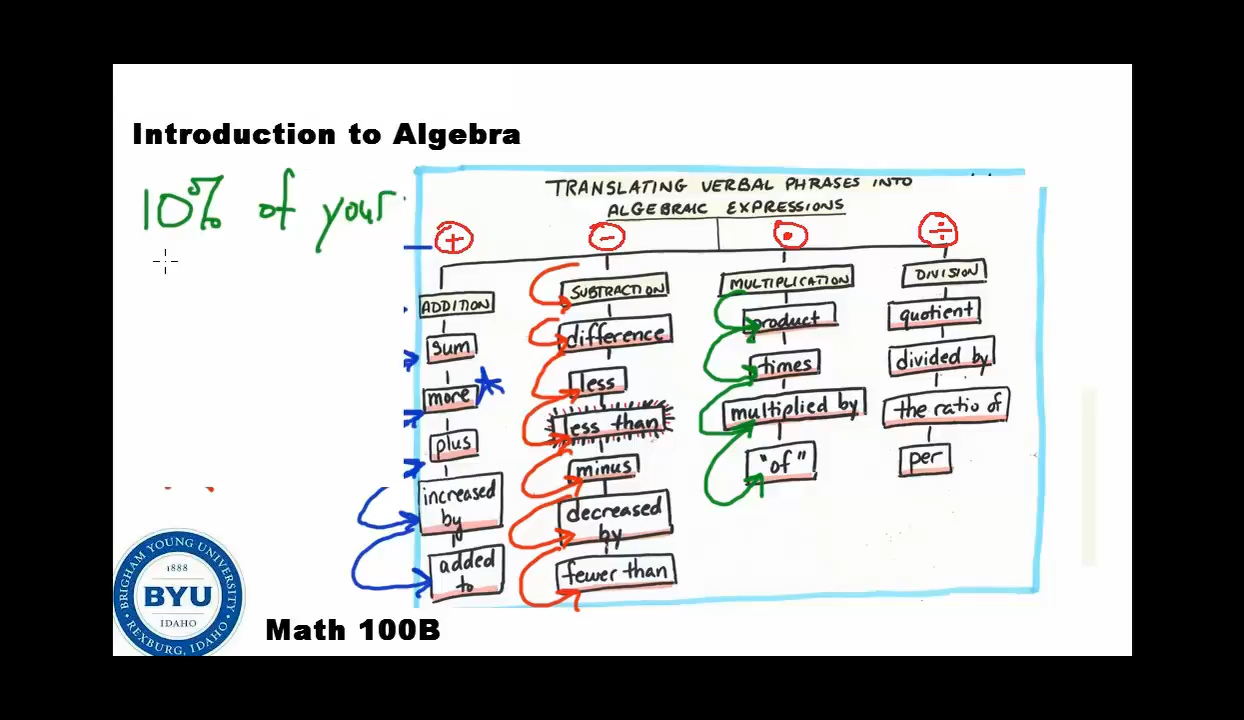 Introduction to Algebra
10% of your
TRANSLATING VERBAL PHRASES INTO
ALGEBRAIC EXPRESSIONS
+
-
•
÷
ADDITION
sum
more
plus
increased
by
added
to
SUBTRACTION
difference
less
less than
minus
decreased
by
fewer than
MULTIPLICATION
product
times
multiplied by
"of"
DIVISION
quotient
divided by
the ratio of
per
BRIGHAM YOUNG UNIVERSITY
1888
BYU
IDAHO
REXBURG, IDAHO
Math 100B